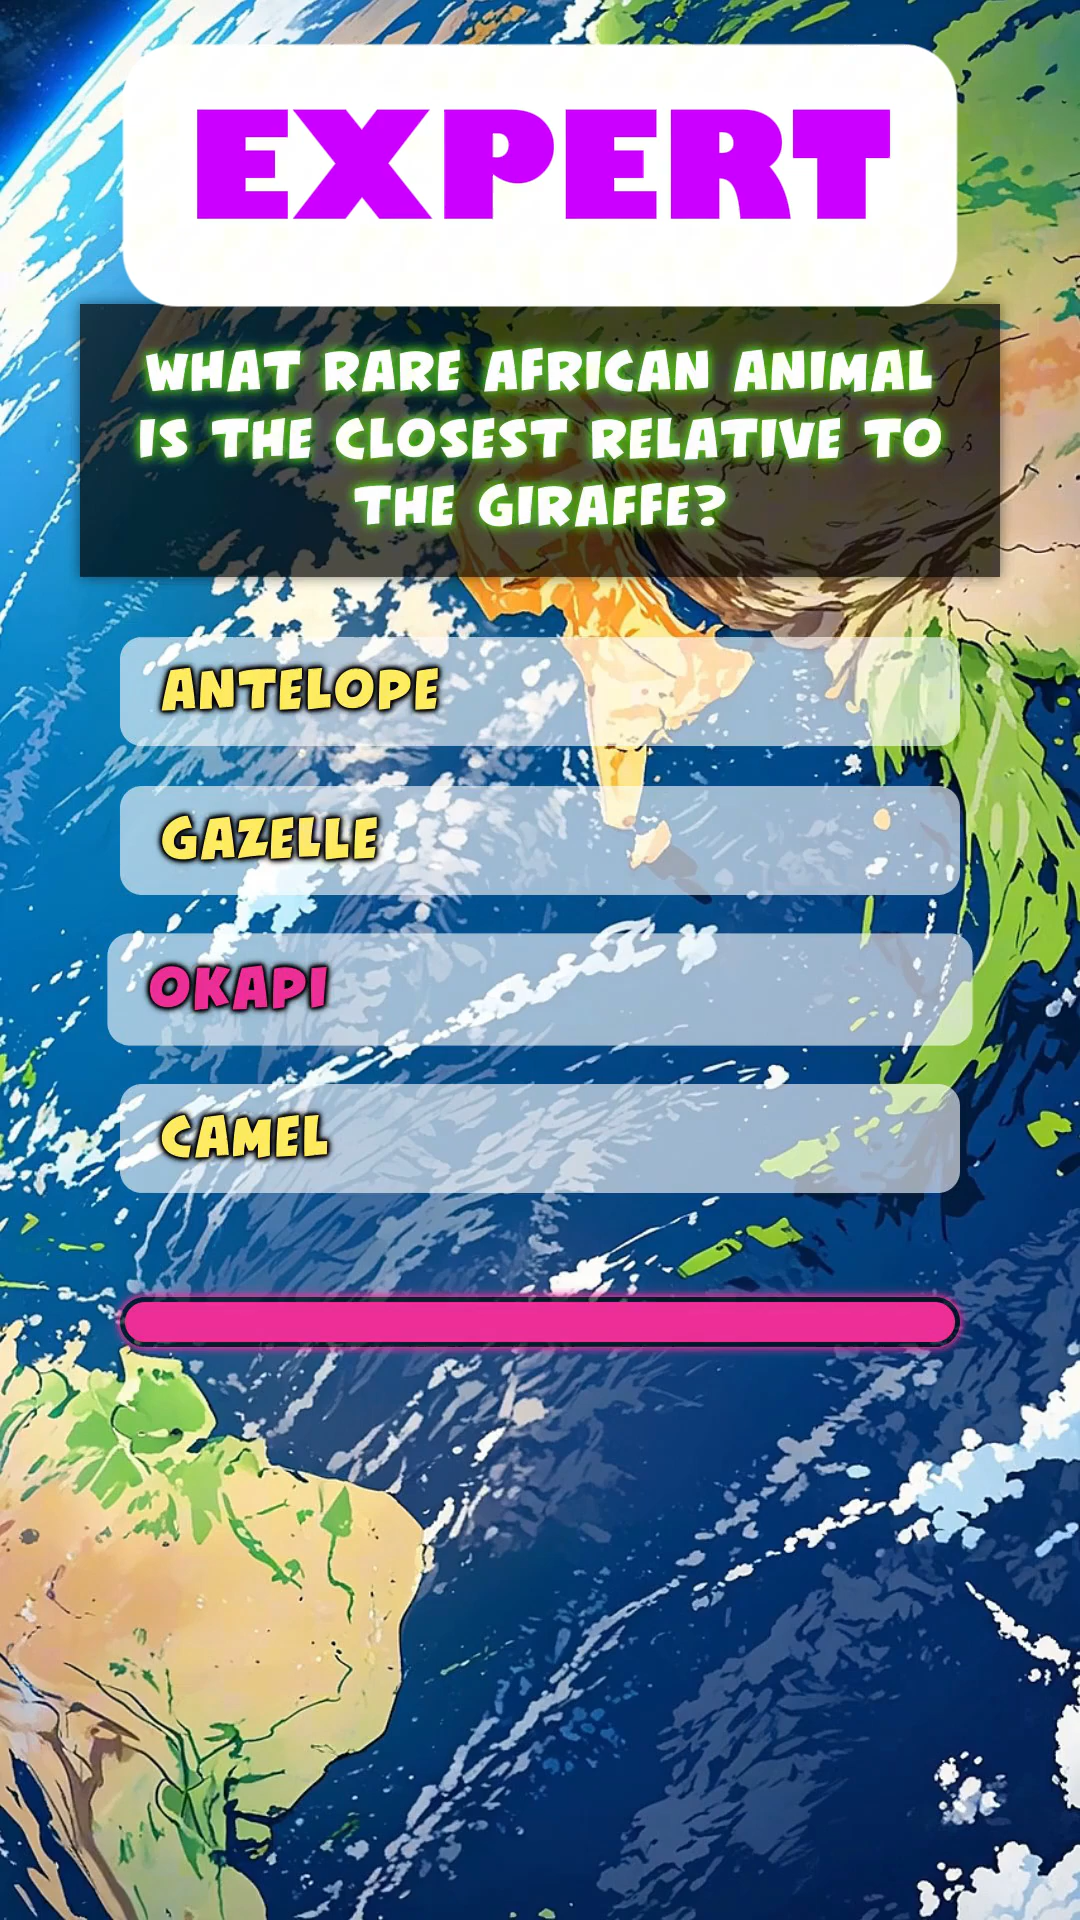 EXPERT
WHAT RARE AFRICAN ANIMAL
IS THE CLOSEST RELATIVE TO
THE GIRAFFE?
ANTELOPE
GAZELLE
OKAPI
CAMEL